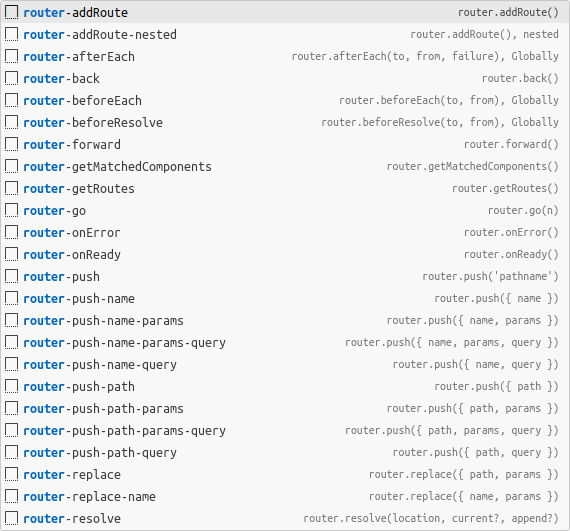 router-addRoute router.addRoute()
router-addRoute-nested router.addRoute(), nested
router-afterEach router.afterEach(to, from, failure), Globally
router-back router.back()
router-beforeEach router.beforeEach(to, from), Globally
router-beforeResolve router.beforeResolve(to, from), Globally
router-forward router.forward()
router-getMatchedComponents router.getMatchedComponents()
router-getRoutes router.getRoutes()
router-go router.go(n)
router-onError router.onError()
router-onReady router.onReady()
router-push router.push('pathname')
router-push-name router.push({ name })
router-push-name-params router.push({ name, params })
router-push-name-params-query router.push({ name, params, query })
router-push-name-query router.push({ name, query })
router-push-path router.push({ path })
router-push-path-params router.push({ path, params })
router-push-path-params-query router.push({ path, params, query })
router-push-path-query router.push({ path, query })
router-replace router.replace({ path, params })
router-replace-name router.replace({ name, params })
router-resolve router.resolve(location, current?, append?)